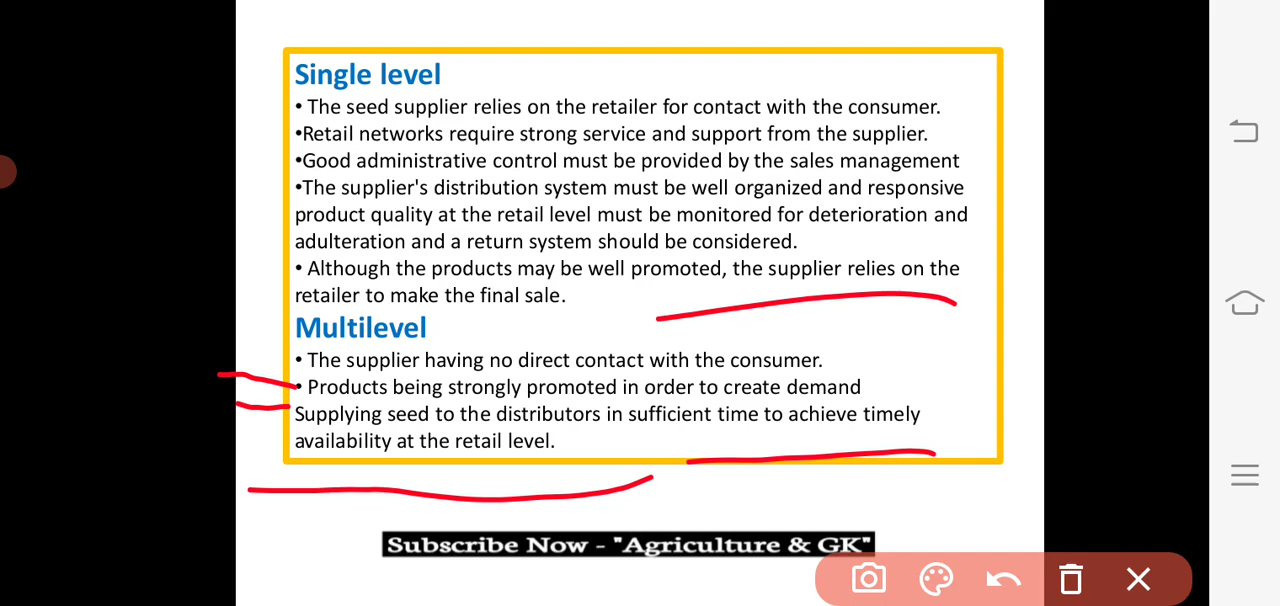 Single level
• The seed supplier relies on the retailer for contact with the consumer.
•Retail networks require strong service and support from the supplier.
•Good administrative control must be provided by the sales management
•The supplier's distribution system must be well organized and responsive
product quality at the retail level must be monitored for deterioration and
adulteration and a return system should be considered.
• Although the products may be well promoted, the supplier relies on the
retailer to make the final sale.
Multilevel
• The supplier having no direct contact with the consumer.
• Products being strongly promoted in order to create demand
Supplying seed to the distributors in sufficient time to achieve timely
availability at the retail level.
Subscribe Now - "Agriculture & GK"